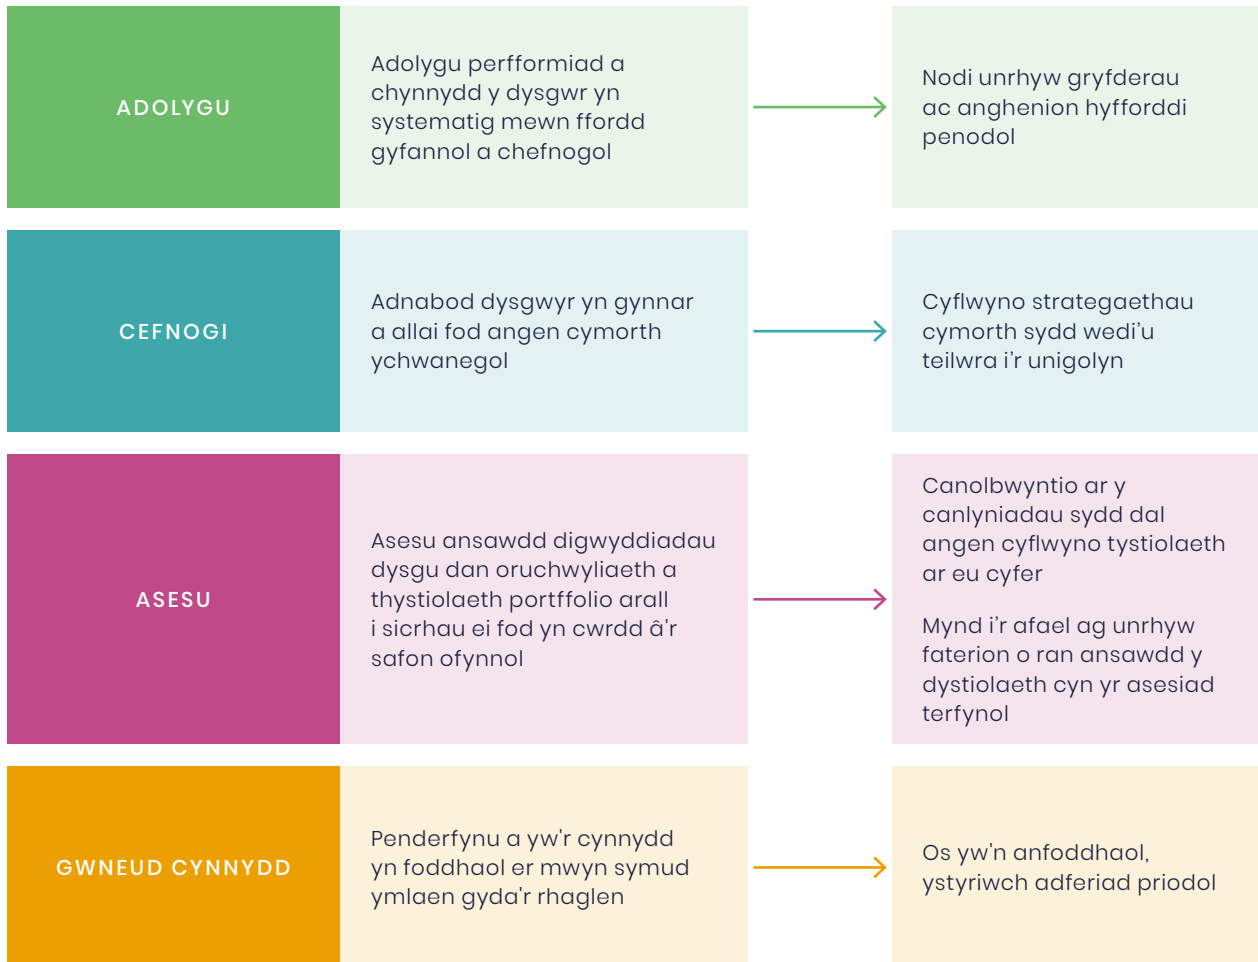 ADOLYGU
Adolygu perfformiad a
chynnydd y dysgwr yn
systematig mewn ffordd
gyfannol a chefnogol
Nodi unrhyw gryfderau
ac anghenion hyfforddi
penodol
CEFNOGI
Adnabod dysgwyr yn gynnar
a allai fod angen cymorth
ychwanegol
Cyflwyno strategaethau
cymorth sydd wedi’u
teilwra i’r unigolyn
ASESU
Asesu ansawdd digwyddiadau
dysgu dan oruchwyliaeth a
thystiolaeth portffolio arall
i sicrhau ei fod yn cwrdd â'r
safon ofynnol
Canolbwyntio ar y
canlyniadau sydd dal
angen cyflwyno tystiolaeth
ar eu cyfer
Mynd i’r afael ag unrhyw
faterion o ran ansawdd y
dystiolaeth cyn yr asesiad
terfynol
GWNEUD CYNNYDD
Penderfynu a yw'r cynnydd
yn foddhaol er mwyn symud
ymlaen gyda'r rhaglen
Os yw'n anfoddhaol,
ystyriwch adferiad priodol